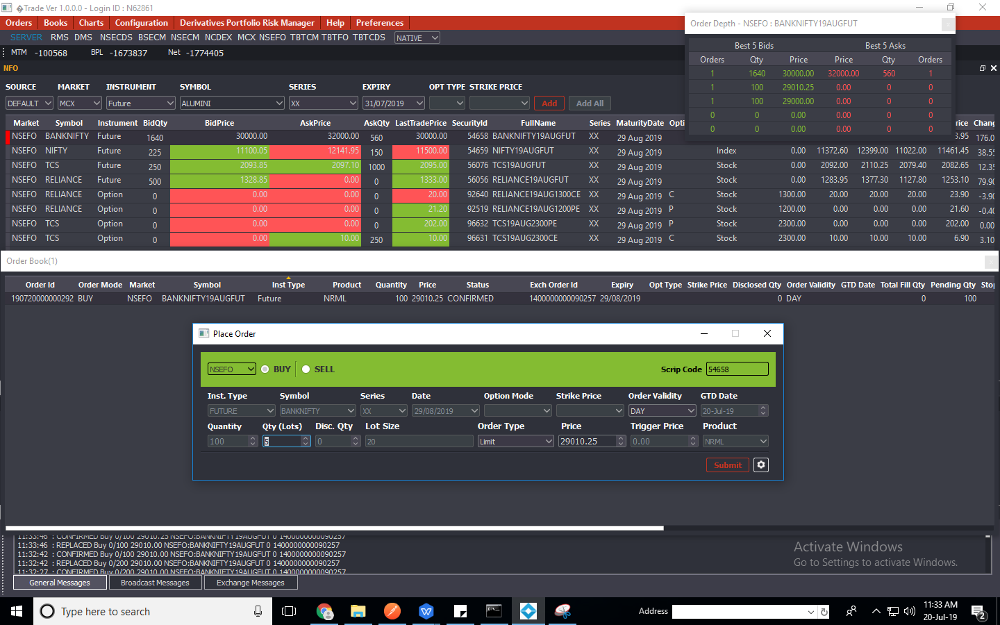 �Trade Ver 1.0.0.0 - Login ID : N62861
Orders Books Charts Configuration Derivatives Portfolio Risk Manager Help Preferences
SERVER RMS DMS NSECDS BSECM NSECM NCDEX MCX NSEFO TBTCM TBTFO TBTCDS NATIVE
MTM -100568 BPL -1673837 Net -1774405
NFO
SOURCE MARKET INSTRUMENT SYMBOL SERIES EXPIRY OPT TYPE STRIKE PRICE
DEFAULT MCX Future ALUMINI XX 31/07/2019 Add Add All
Order Depth - NSEFO : BANKNIFTY19AUGFUT
Best 5 Bids Best 5 Asks
Orders Qty Price Price Qty Orders
1 1640 30000.00 32000.00 560 1
1 100 29010.25 0.00 0 0
1 100 29000.00 0.00 0 0
0 0 0.00 0.00 0 0
0 0 0.00 0.00 0 0
Market Symbol Instrument BidQty BidPrice AskPrice AskQty LastTradePrice SecurityId FullName Series MaturityDate Opti rice Chang
NSEFO BANKNIFTY Future 1640 30000.00 32000.00 560 30000.00 54658 BANKNIFTY19AUGFUT XX 29 Aug 2019 3.95 176.0
NSEFO NIFTY Future 225 11100.05 12141.95 150 11500.00 54659 NIFTY19AUGFUT XX 29 Aug 2019 Index 0.00 11372.60 12399.00 11022.00 11461.45 38.55
NSEFO TCS Future 250 2093.85 2097.10 1000 2095.00 56076 TCS19AUGFUT XX 29 Aug 2019 Stock 0.00 2092.00 2110.25 2079.40 2082.65 12.35
NSEFO RELIANCE Future 500 1328.85 0.00 0 1333.00 56056 RELIANCE19AUGFUT XX 29 Aug 2019 Stock 0.00 1283.95 1377.30 1127.80 1253.10 79.90
NSEFO RELIANCE Option 0 0.00 0.00 0 20.00 92640 RELIANCE19AUG1300CE XX 29 Aug 2019 C Stock 1300.00 20.00 20.00 20.00 23.90 -3.90
NSEFO RELIANCE Option 0 0.00 0.00 0 21.20 92519 RELIANCE19AUG1200PE XX 29 Aug 2019 P Stock 1200.00 0.00 0.00 0.00 21.60 -0.40
NSEFO TCS Option 0 0.00 0.00 0 202.00 96632 TCS19AUG2300PE XX 29 Aug 2019 P Stock 2300.00 0.00 0.00 0.00 202.00 0.00
NSEFO TCS Option 0 0.00 10.00 250 10.00 96631 TCS19AUG2300CE XX 29 Aug 2019 C Stock 2300.00 10.00 10.00 10.00 6.90 3.10
Order Book(1)
Order Id Order Mode Market Symbol Inst Type Product Quantity Price Status Exch Order Id Expiry Opt Type Strike Price Disclosed Qty Order Validity GTD Date Total Fill Qty Pending Qty Stop
190720000000292 BUY NSEFO BANKNIFTY19AUGFUT Future NRML 100 29010.25 CONFIRMED 1400000000090257 29/08/2019 0 DAY 0 100
Place Order
NSEFO BUY SELL Scrip Code 54658
Inst. Type Symbol Series Date Option Mode Strike Price Order Validity GTD Date
FUTURE BANKNIFTY XX 29/08/2019 DAY 20-Jul-19
Quantity Qty (Lots) Disc. Qty Lot Size Order Type Price Trigger Price Product
100 5 0 20 Limit 29010.25 0.00 NRML
Submit
11:33:46 : CONFIRMED Buy 0/100 29010.25 NSEFO:BANKNIFTY19AUGFUT 0 1400000000090257
11:33:46 : REPLACED Buy 0/100 29010.00 NSEFO:BANKNIFTY19AUGFUT 0 1400000000090257
11:32:42 : CONFIRMED Buy 0/100 29010.00 NSEFO:BANKNIFTY19AUGFUT 0 1400000000090257
11:32:42 : REPLACED Buy 0/200 29010.00 NSEFO:BANKNIFTY19AUGFUT 0 1400000000090257
11:32:27 : CONFIRMED Buy 0/200 29010.00 NSEFO:BANKNIFTY19AUGFUT 0 1400000000090257
Activate Windows
Go to Settings to activate Windows.
General Messages Broadcast Messages Exchange Messages
Type here to search
Address
11:33 AM
20-Jul-19
2